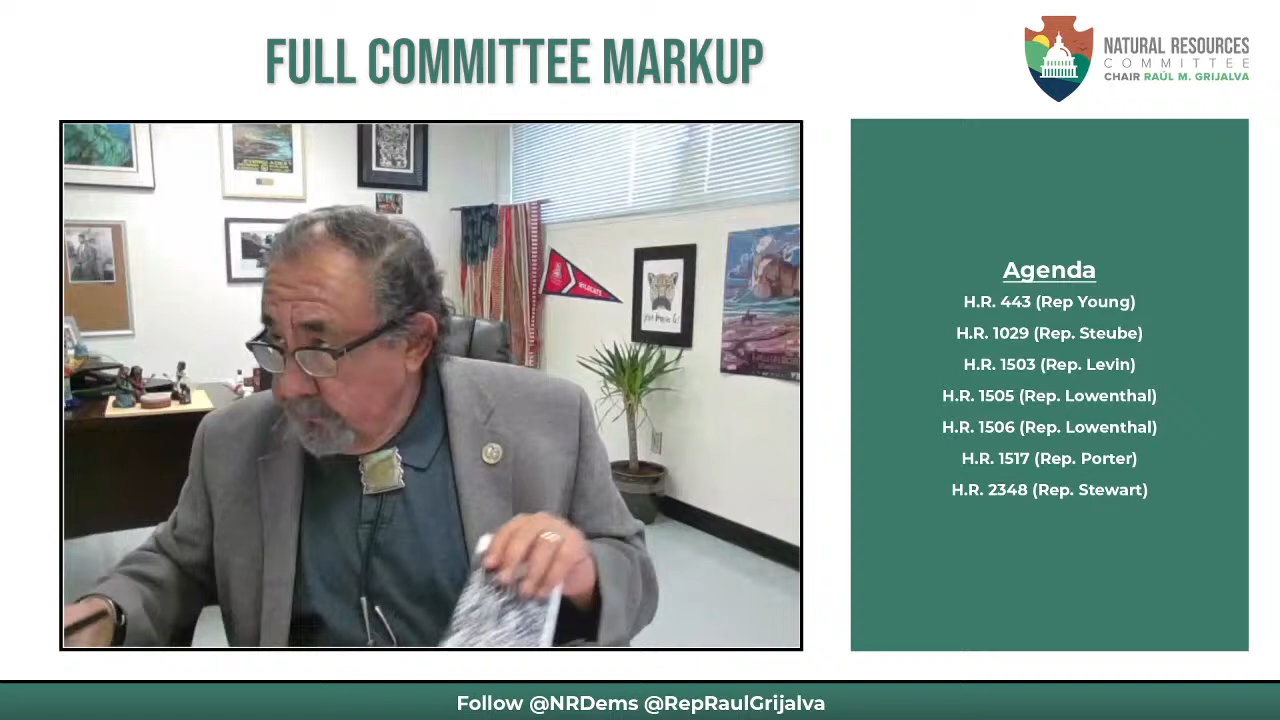 FULL COMMITTEE MARKUP
NATURAL RESOURCES
COMMITTEE
CHAIR RAÚL M. GRIJALVA
WILDCATS
Agenda
H.R. 443 (Rep Young)
H.R. 1029 (Rep. Steube)
H.R. 1503 (Rep. Levin)
H.R. 1505 (Rep. Lowenthal)
H.R. 1506 (Rep. Lowenthal)
H.R. 1517 (Rep. Porter)
H.R. 2348 (Rep. Stewart)
Follow @NRDems @RepRaulGrijalva